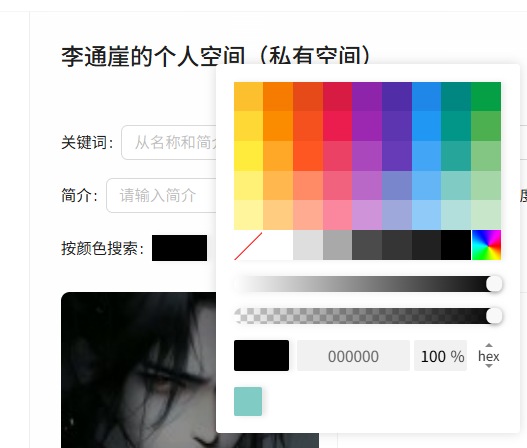 李通崖的个人空间（私有空间）
关键词：
从名称和简
简介：
请输入简介
按颜色搜索：
000000
100 %
hex